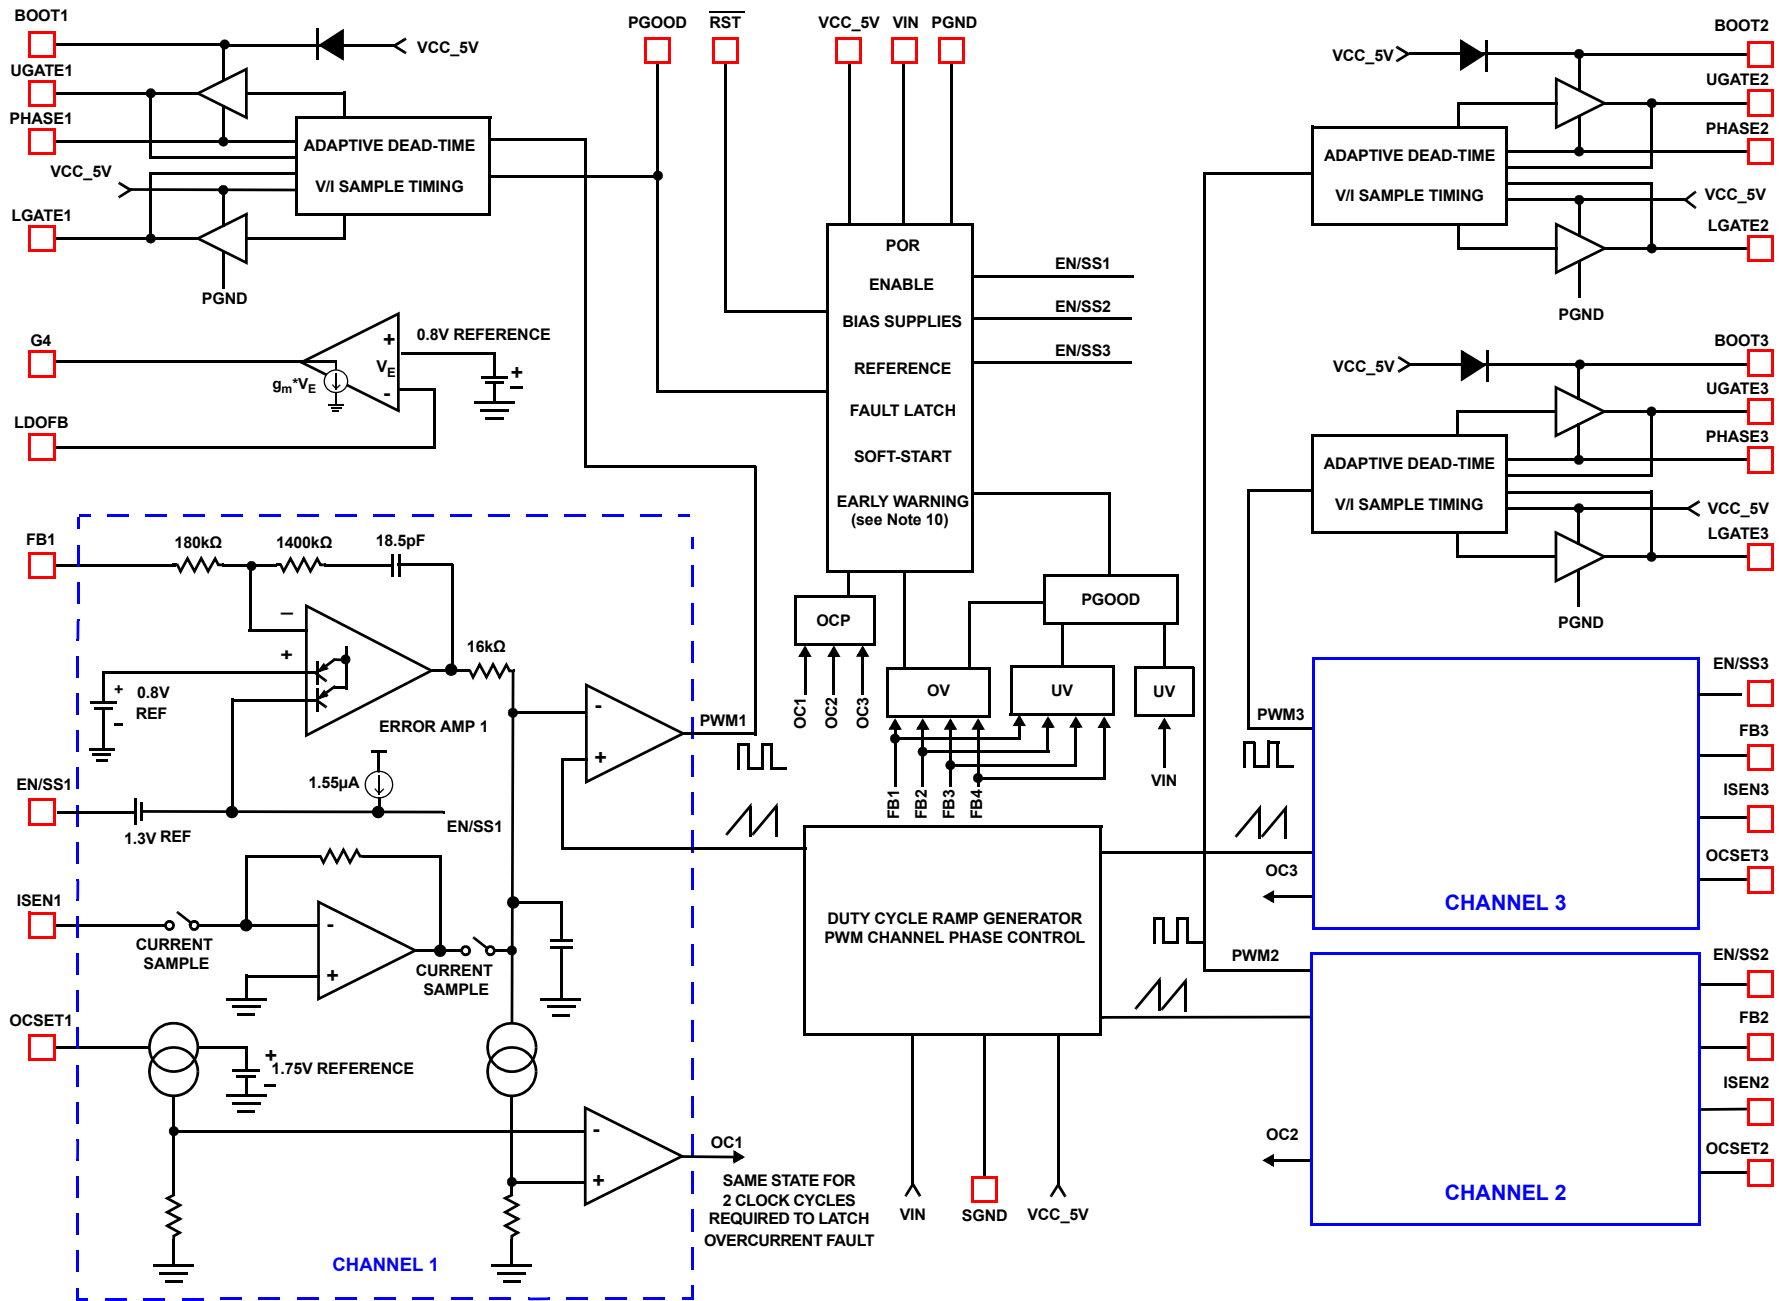 BOOT1
VCC_5V
UGATE1
PHASE1
VCC_5V
LGATE1
PGND
ADAPTIVE DEAD-TIME
V/I SAMPLE TIMING
PGOOD
RST
VCC_5V
VIN
PGND
POR
ENABLE
BIAS SUPPLIES
REFERENCE
FAULT LATCH
SOFT-START
EARLY WARNING
(see Note 10)
EN/SS1
EN/SS2
EN/SS3
BOOT2
VCC_5V
UGATE2
PHASE2
ADAPTIVE DEAD-TIME
V/I SAMPLE TIMING
VCC_5V
LGATE2
PGND
BOOT3
VCC_5V
UGATE3
PHASE3
ADAPTIVE DEAD-TIME
V/I SAMPLE TIMING
VCC_5V
LGATE3
PGND
G4
gm*VE
+
VE
-
0.8V REFERENCE
+
-
LDOFB
FB1
180kΩ
1400kΩ
18.5pF
–
+
16kΩ
+
0.8V
REF
-
ERROR AMP 1
1.55µA
EN/SS1
1.3V REF
EN/SS1
-
+
PWM1
ISEN1
CURRENT
SAMPLE
-
+
CURRENT
SAMPLE
OCSET1
+
1.75V REFERENCE
-
-
+
OC1
SAME STATE FOR
2 CLOCK CYCLES
REQUIRED TO LATCH
OVERCURRENT FAULT
CHANNEL 1
OCP
OC1
OC2
OC3
PGOOD
OV
UV
UV
FB1
FB2
FB3
FB4
VIN
DUTY CYCLE RAMP GENERATOR
PWM CHANNEL PHASE CONTROL
VIN
SGND
VCC_5V
PWM3
OC3
CHANNEL 3
EN/SS3
FB3
ISEN3
OCSET3
PWM2
OC2
CHANNEL 2
EN/SS2
FB2
ISEN2
OCSET2